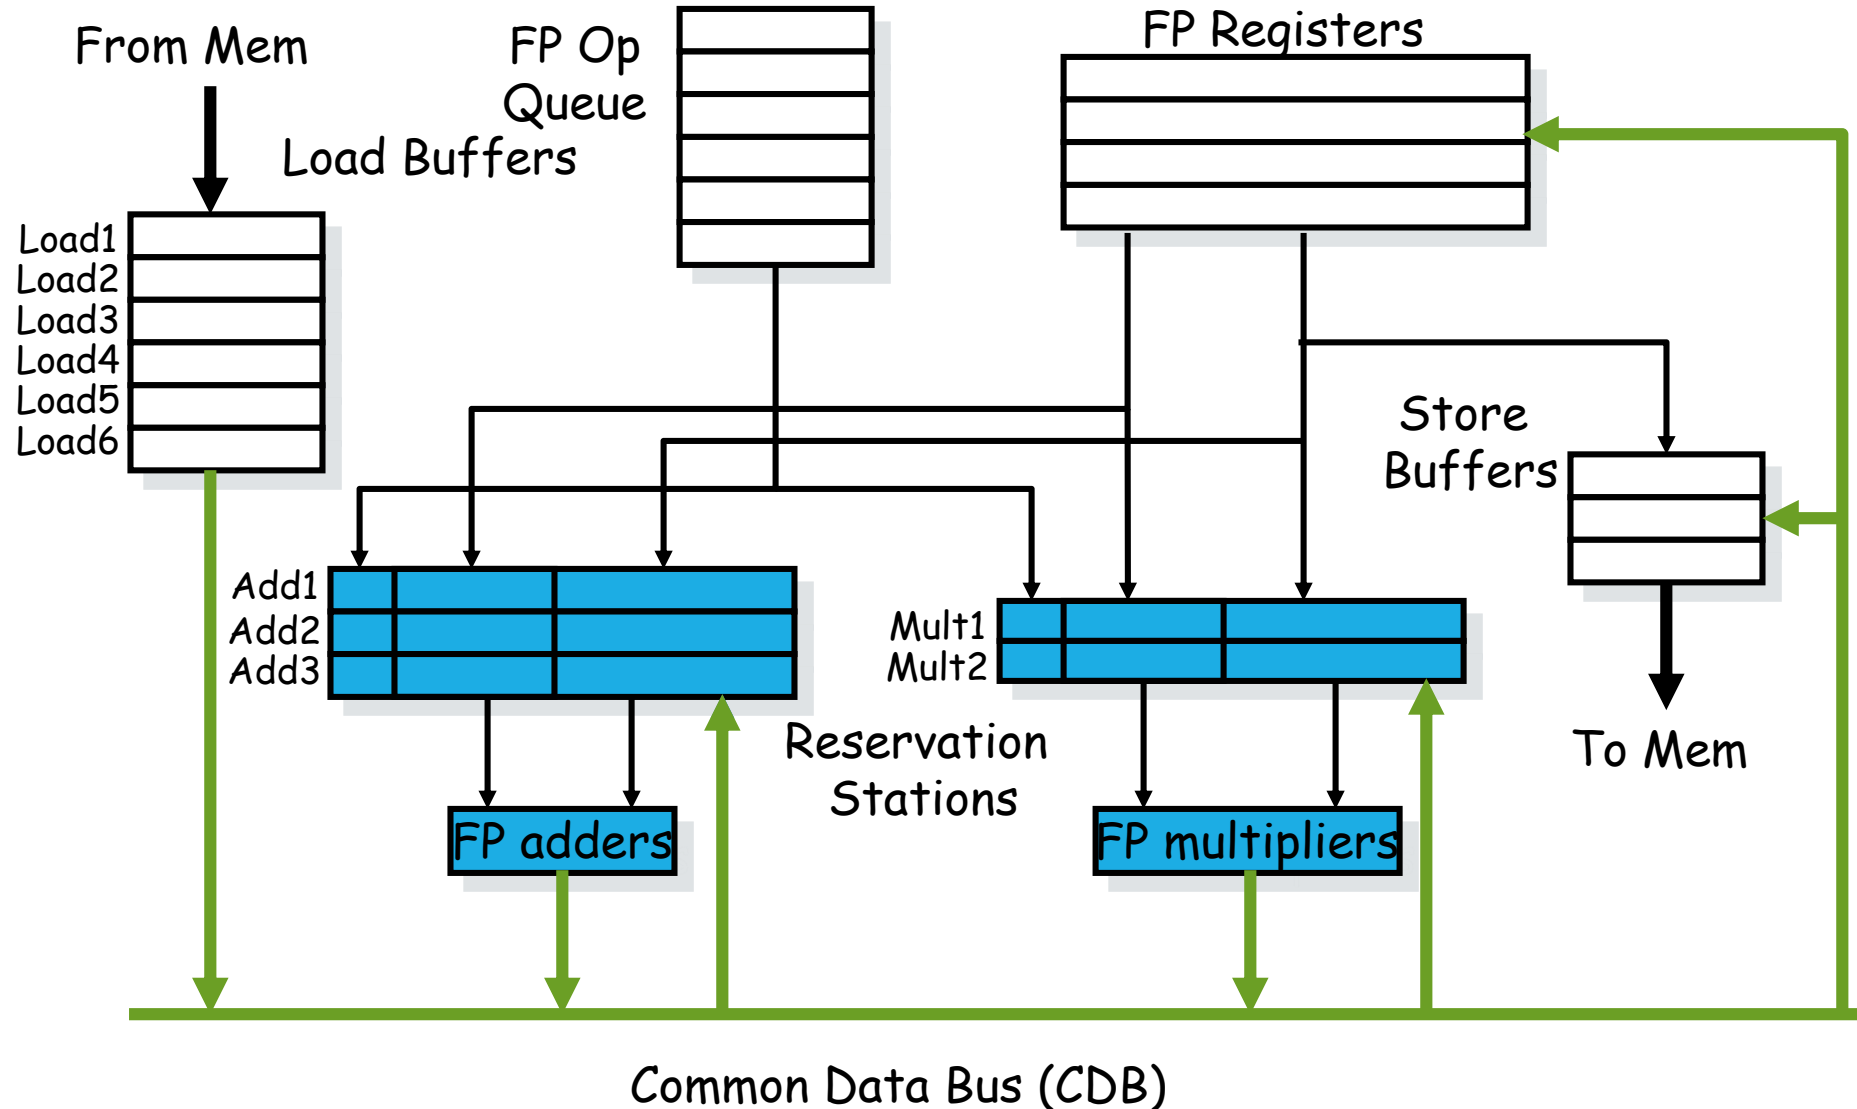 From Mem
FP Op
Queue
FP Registers
Load Buffers
Load1
Load2
Load3
Load4
Load5
Load6
Store
Buffers
Add1
Add2
Add3
Mult1
Mult2
Reservation
Stations
To Mem
FP adders
FP multipliers
Common Data Bus (CDB)